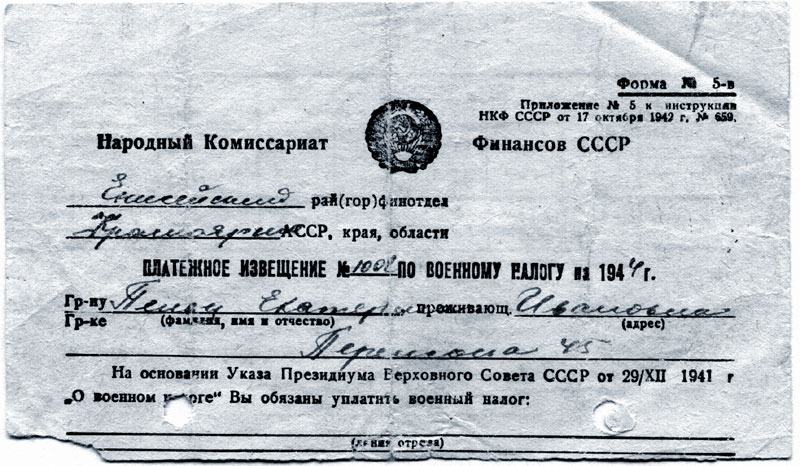 Форма № 5-в
Приложение № 5 к инструкции
НКФ СССР от 17 октября 1942 г. № 659.
Народный Комиссариат Финансов СССР
Енисейский рай(гор)финотдел
Красноярск АССР, края, области
ПЛАТЕЖНОЕ ИЗВЕЩЕНИЕ № ПО ВОЕННОМУ НАЛОГУ на 1944 г.
Гр-ну Екатер проживающ. Ивановна
Гр-ке (фамилия, имя и отчество) (адрес)
Перенсона 45
На основании Указа Президиума Верховного Совета СССР от 29/XII 1941 г
„О военном налоге“ Вы обязаны уплатить военный налог:
(линия отреза)